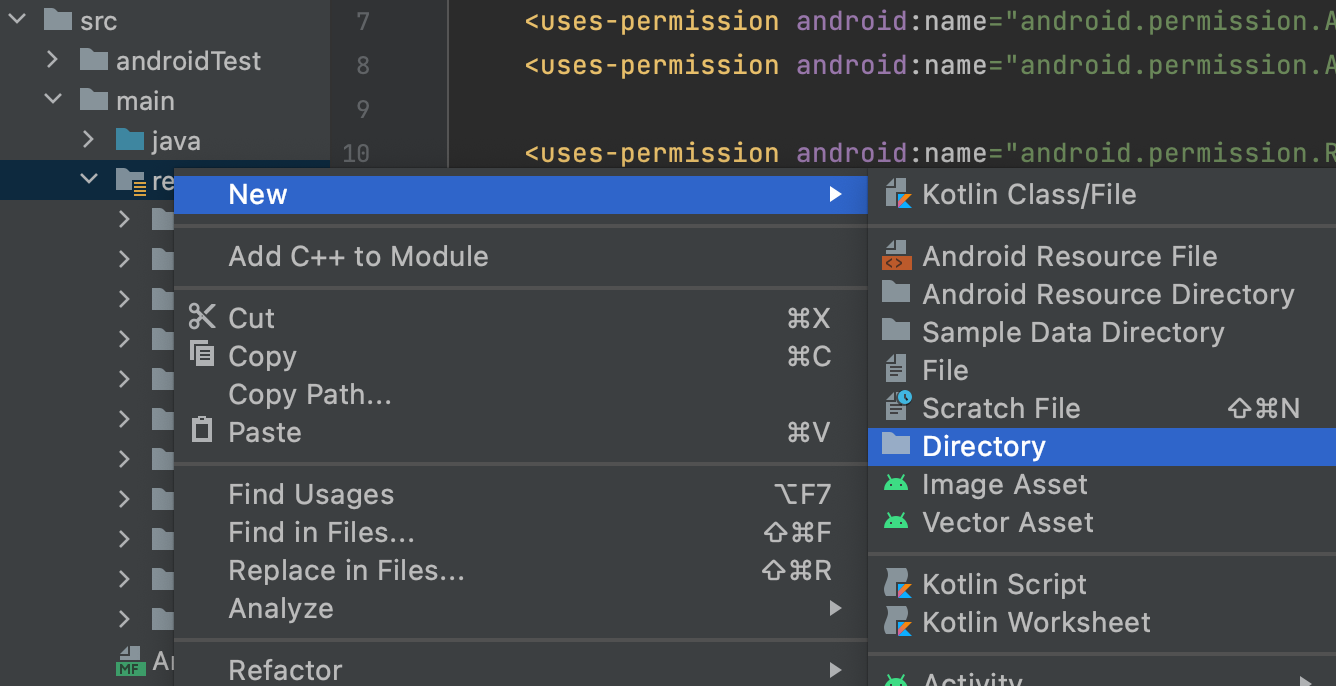 src
androidTest
main
java
re
7 <uses-permission android:name="android.permission.A
8 <uses-permission android:name="android.permission.A
9
10 <uses-permission android:name="android.permission.R
New
Add C++ to Module
Cut ⌘X
Copy ⌘C
Copy Path...
Paste ⌘V
Find Usages ⌥F7
Find in Files... ⇧⌘F
Replace in Files... ⇧⌘R
Analyze
Refactor
Kotlin Class/File
<>
Android Resource File
Android Resource Directory
Sample Data Directory
File
Scratch File ⇧⌘N
Directory
Image Asset
Vector Asset
Kotlin Script
Kotlin Worksheet
Activity
MF